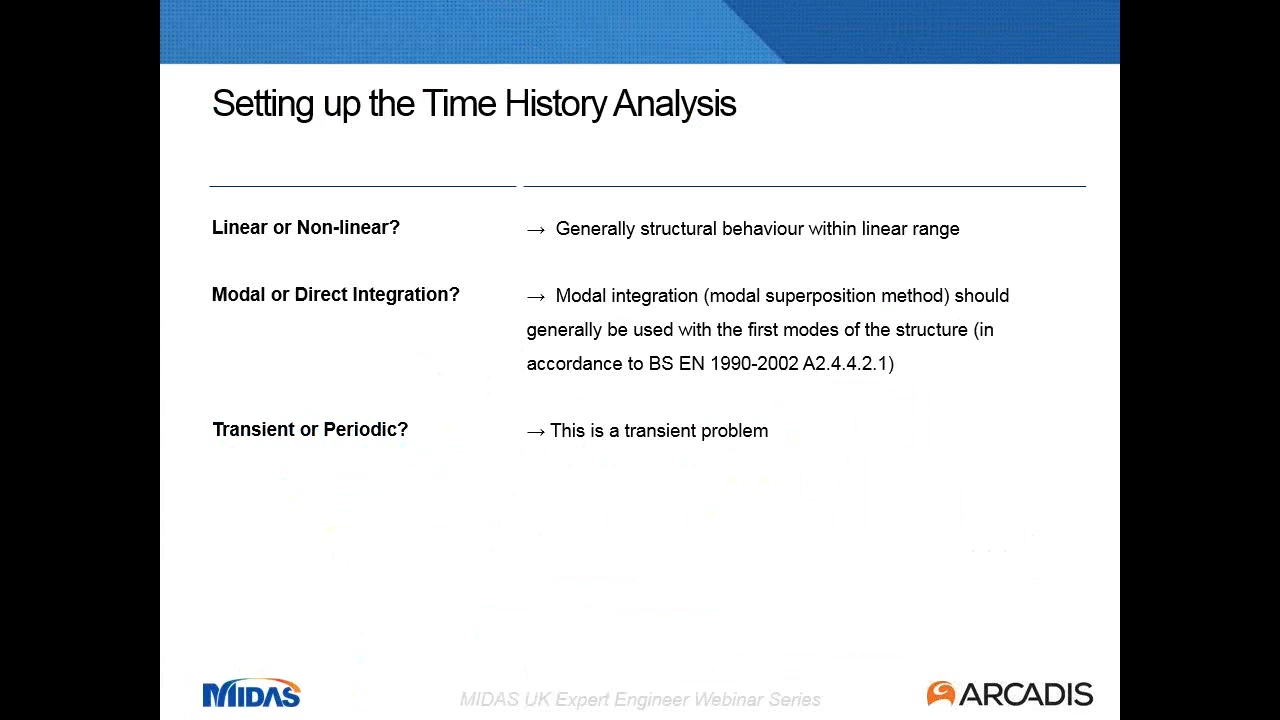 Setting up the Time History Analysis
Linear or Non-linear?
→ Generally structural behaviour within linear range
Modal or Direct Integration?
→ Modal integration (modal superposition method) should
generally be used with the first modes of the structure (in
accordance to BS EN 1990-2002 A2.4.4.2.1)
Transient or Periodic?
→ This is a transient problem
MIDAS
MIDAS UK Expert Engineer Webinar Series
ARCADIS